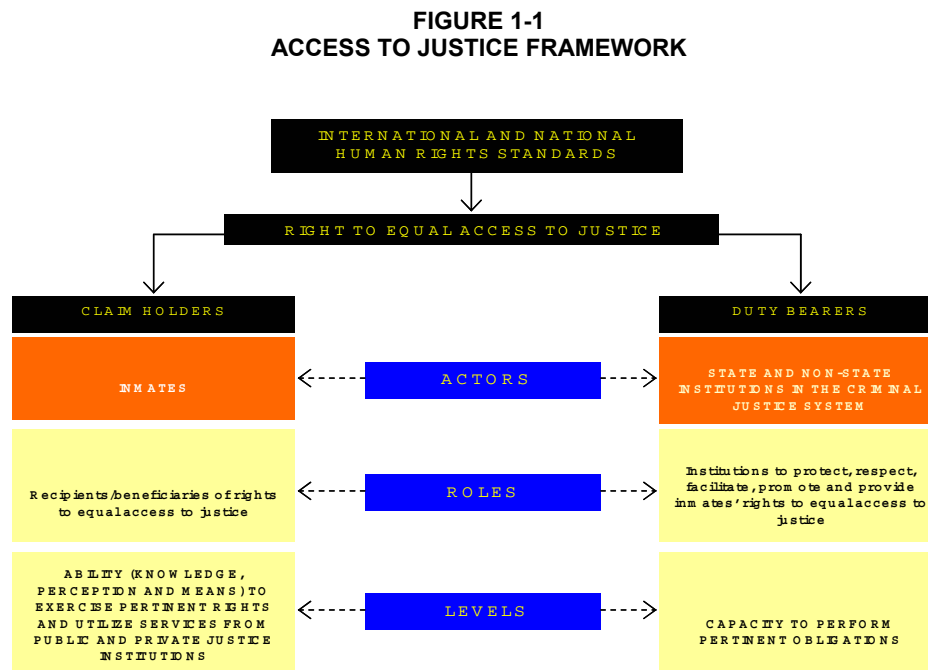 FIGURE 1-1
ACCESS TO JUSTICE FRAMEWORK
INTERNATIONAL AND NATIONAL
HUMAN RIGHTS STANDARDS
RIGHT TO EQUAL ACCESS TO JUSTICE
CLAIM HOLDERS
DUTY BEARERS
INMATES
ACTORS
STATE AND NON-STATE
INSTITUTIONS IN THE CRIMINAL
JUSTICE SYSTEM
Recipients/beneficiaries of rights
to equal access to justice
ROLES
Institutions to protect, respect,
facilitate, promote and provide
inmates' rights to equal access to
justice
ABILITY (KNOWLEDGE,
PERCEPTION AND MEANS) TO
EXERCISE PERTINENT RIGHTS
AND UTILIZE SERVICES FROM
PUBLIC AND PRIVATE JUSTICE
INSTITUTIONS
LEVELS
CAPACITY TO PERFORM
PERTINENT OBLIGATIONS